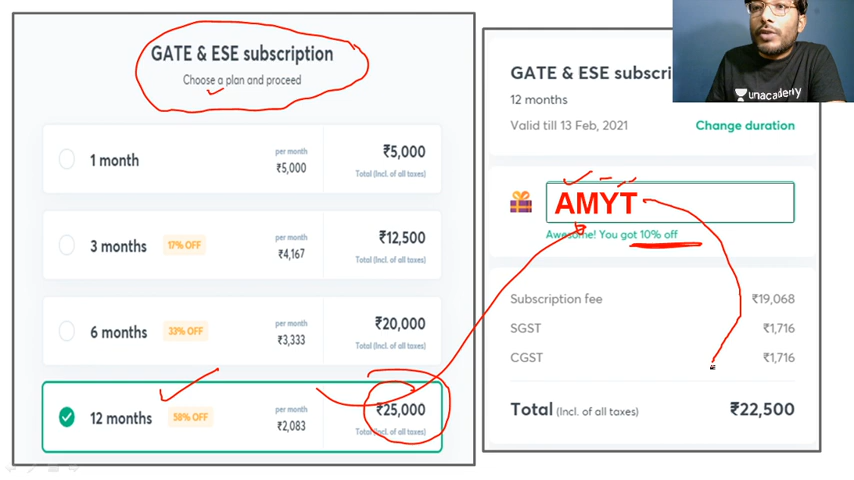 GATE & ESE subscription
Choose a plan and proceed
1 month
per month
₹5,000
₹5,000
Total (Incl. of all taxes)
3 months
17% OFF
per month
₹4,167
₹12,500
Total (Incl. of all taxes)
6 months
33% OFF
per month
₹3,333
₹20,000
Total (Incl. of all taxes)
12 months
58% OFF
per month
₹2,083
₹25,000
Total (Incl. of all taxes)
GATE & ESE subscri
12 months
Valid till 13 Feb, 2021
Change duration
AMYT
Awesome! You got 10% off
Subscription fee
₹19,068
SGST
₹1,716
CGST
₹1,716
Total (Incl. of all taxes)
₹22,500
unacademy